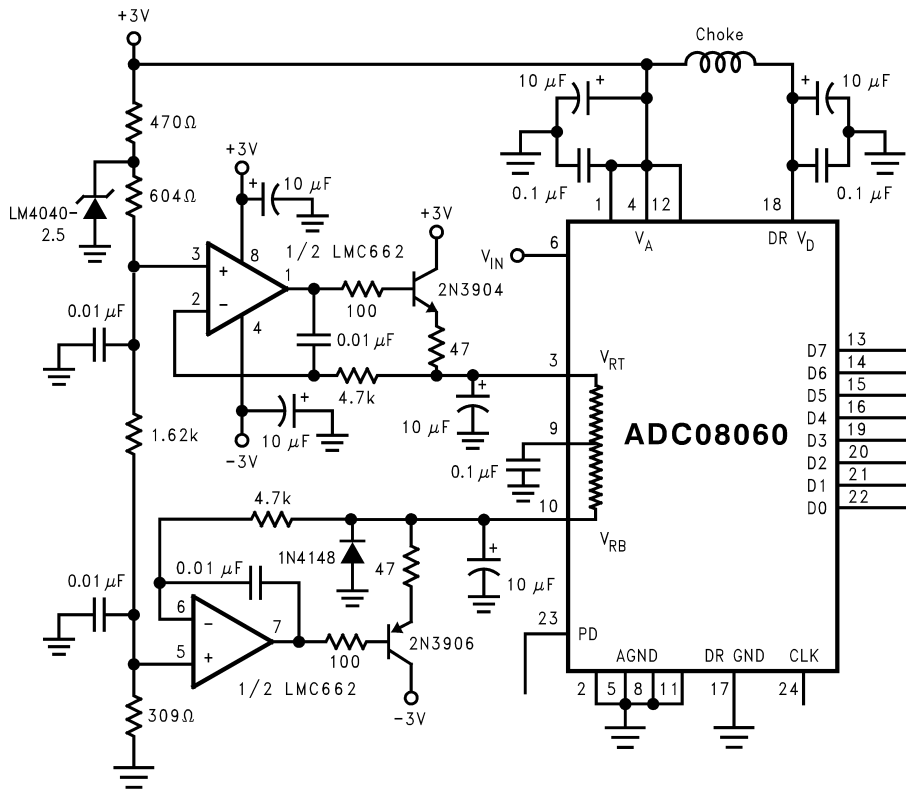 +3V
Choke
10 μF
+
+
10 μF
470Ω
+3V
0.1 μF
0.1 μF
604Ω
+
10 μF
LM4040-
2.5
+3V
1
4
12
18
6
V_A
DR V_D
V_IN
3
8
1/2 LMC662
+
1
2N3904
2
−
100
4
0.01 μF
0.01 μF
47
3
V_RT
D7
13
D6
14
4.7k
+
D5
15
D4
16
+
10 μF
10 μF
9
ADC08060
D3
19
1.62k
−3V
D2
20
0.1 μF
D1
21
4.7k
10
D0
22
V_RB
1N4148
47
+
0.01 μF
10 μF
0.01 μF
6
−
7
23
PD
2N3906
5
+
100
AGND
DR GND
CLK
1/2 LMC662
2
5
8
11
17
24
309Ω
−3V